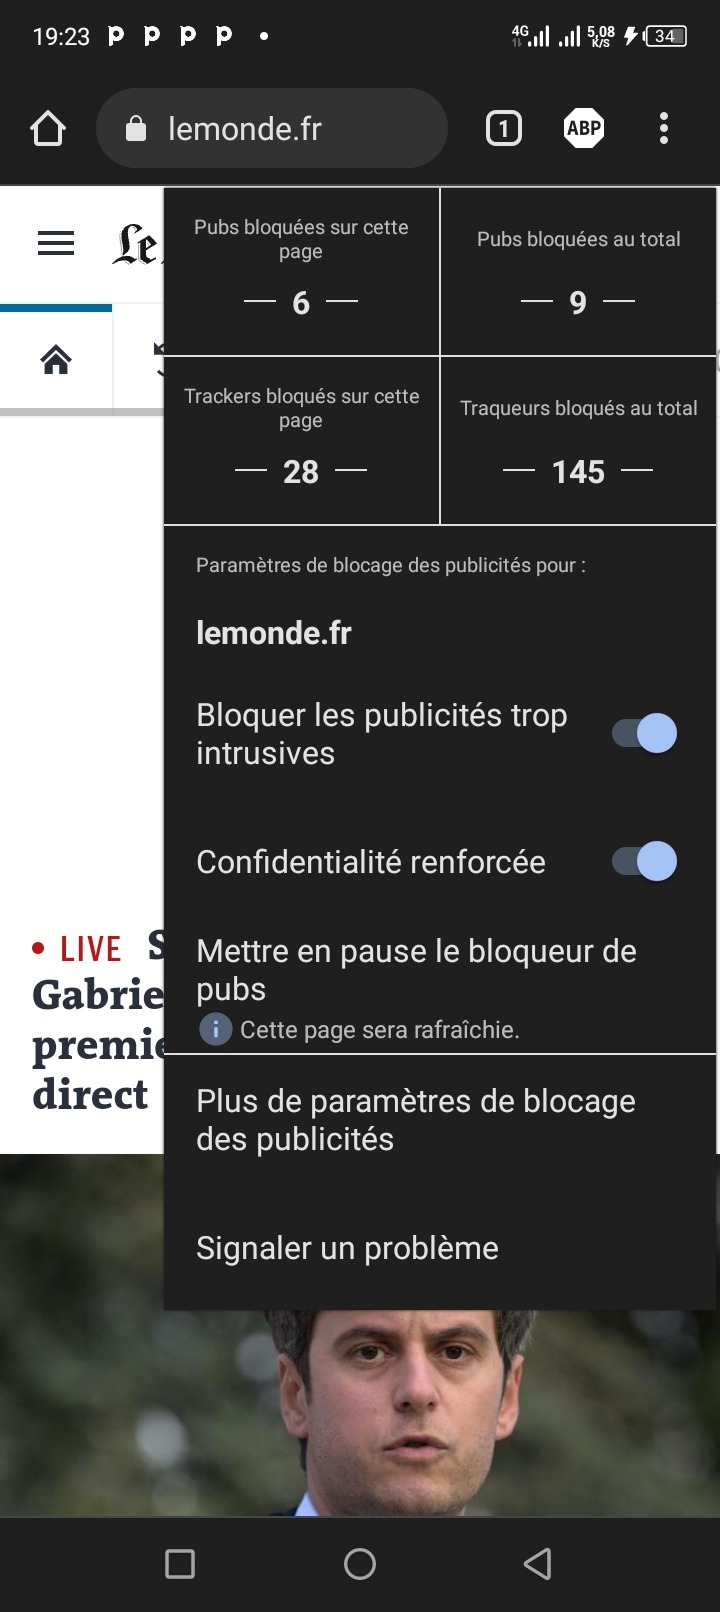 19:23 p p p p •
4G 5,08 K/S 34
lemonde.fr 1 ABP
Le
Pubs bloquées sur cette
page
6
Pubs bloquées au total
9
Trackers bloqués sur cette
page
28
Traqueurs bloqués au total
145
Paramètres de blocage des publicités pour :
lemonde.fr
Bloquer les publicités trop
intrusives
Confidentialité renforcée
Mettre en pause le bloqueur de
pubs
i Cette page sera rafraîchie.
Plus de paramètres de blocage
des publicités
Signaler un problème
• LIVE S
Gabrie
premie
direct